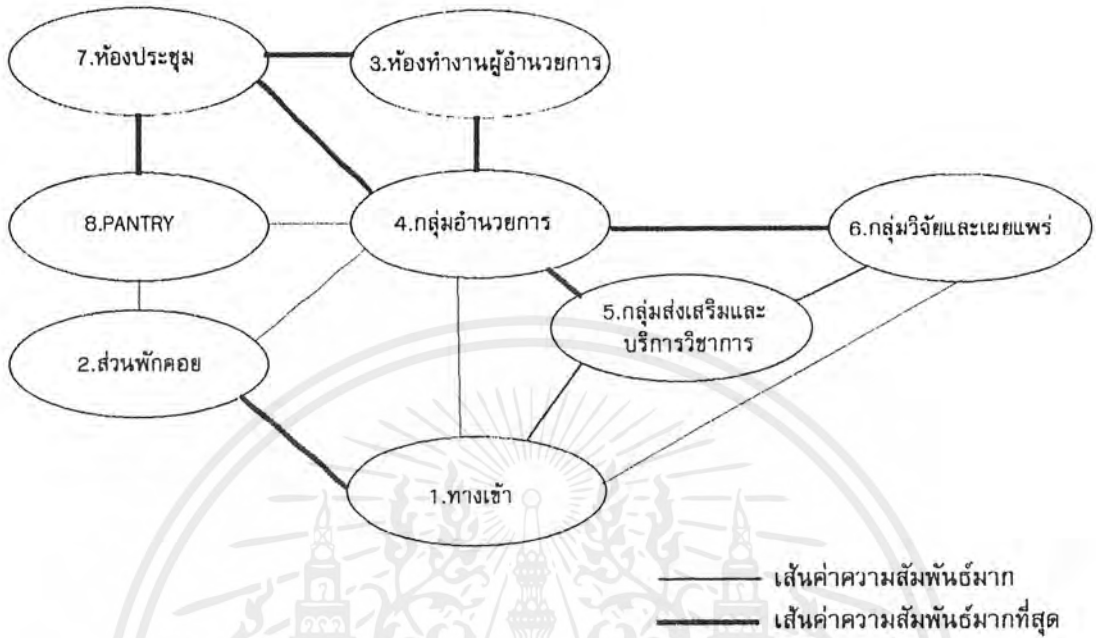 7.ห้องประชุม
3.ห้องทำงานผู้อำนวยการ
8.PANTRY
4.กลุ่มอำนวยการ
6.กลุ่มวิจัยและเผยแพร่
5.กลุ่มส่งเสริมและ
บริการวิชาการ
2.ส่วนพักคอย
1.ทางเข้า
เส้นค่าความสัมพันธ์มาก
เส้นค่าความสัมพันธ์มากที่สุด